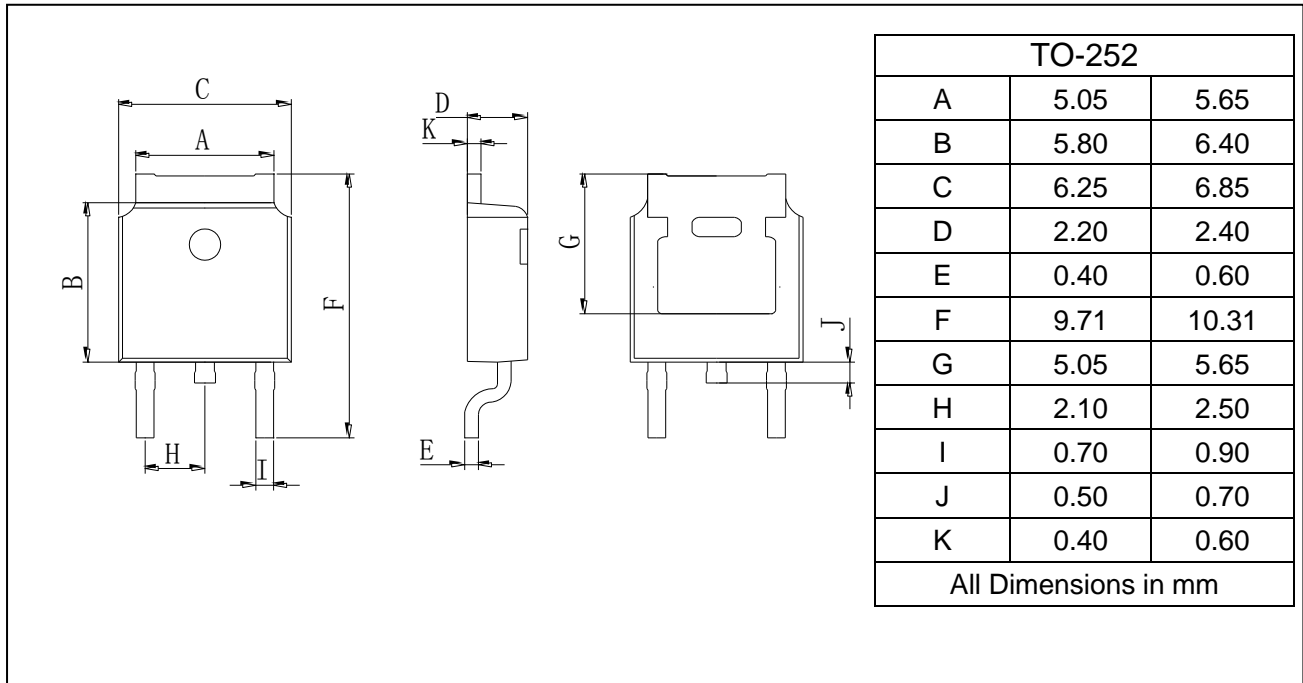 C
A
B
F
H
I
D
K
E
G
J
TO-252
A 5.05 5.65
B 5.80 6.40
C 6.25 6.85
D 2.20 2.40
E 0.40 0.60
F 9.71 10.31
G 5.05 5.65
H 2.10 2.50
I 0.70 0.90
J 0.50 0.70
K 0.40 0.60
All Dimensions in mm